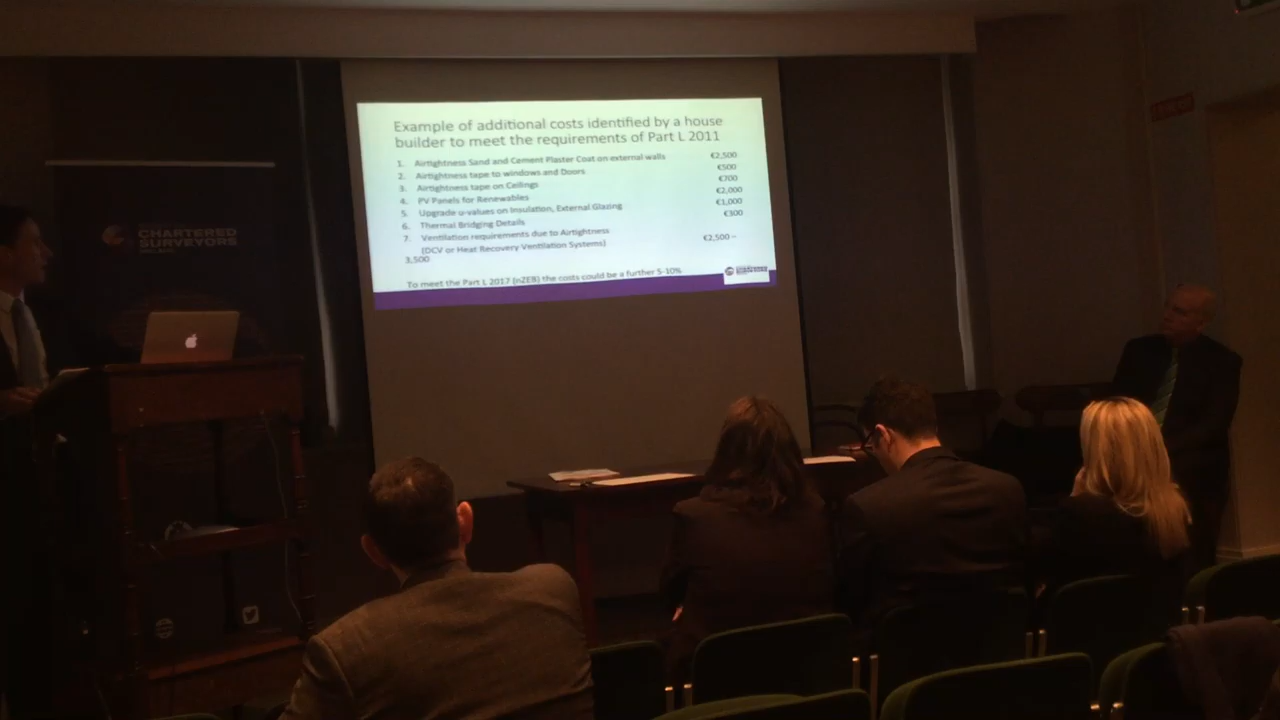 Example of additional costs identified by a house
builder to meet the requirements of Part L 2011
1. Airtightness Sand and Cement Plaster Coat on external walls €2,500
2. Airtightness tape to windows and Doors €500
3. Airtightness tape on Ceilings €700
4. PV Panels for Renewables €2,000
5. Upgrade u-values on Insulation, External Glazing €1,000
6. Thermal Bridging Details €300
7. Ventilation requirements due to Airtightness
(DCV or Heat Recovery Ventilation Systems) €2,500 –
3,500
To meet the Part L 2017 (nZEB) the costs could be a further 5-10%
CHARTERED
SURVEYORS